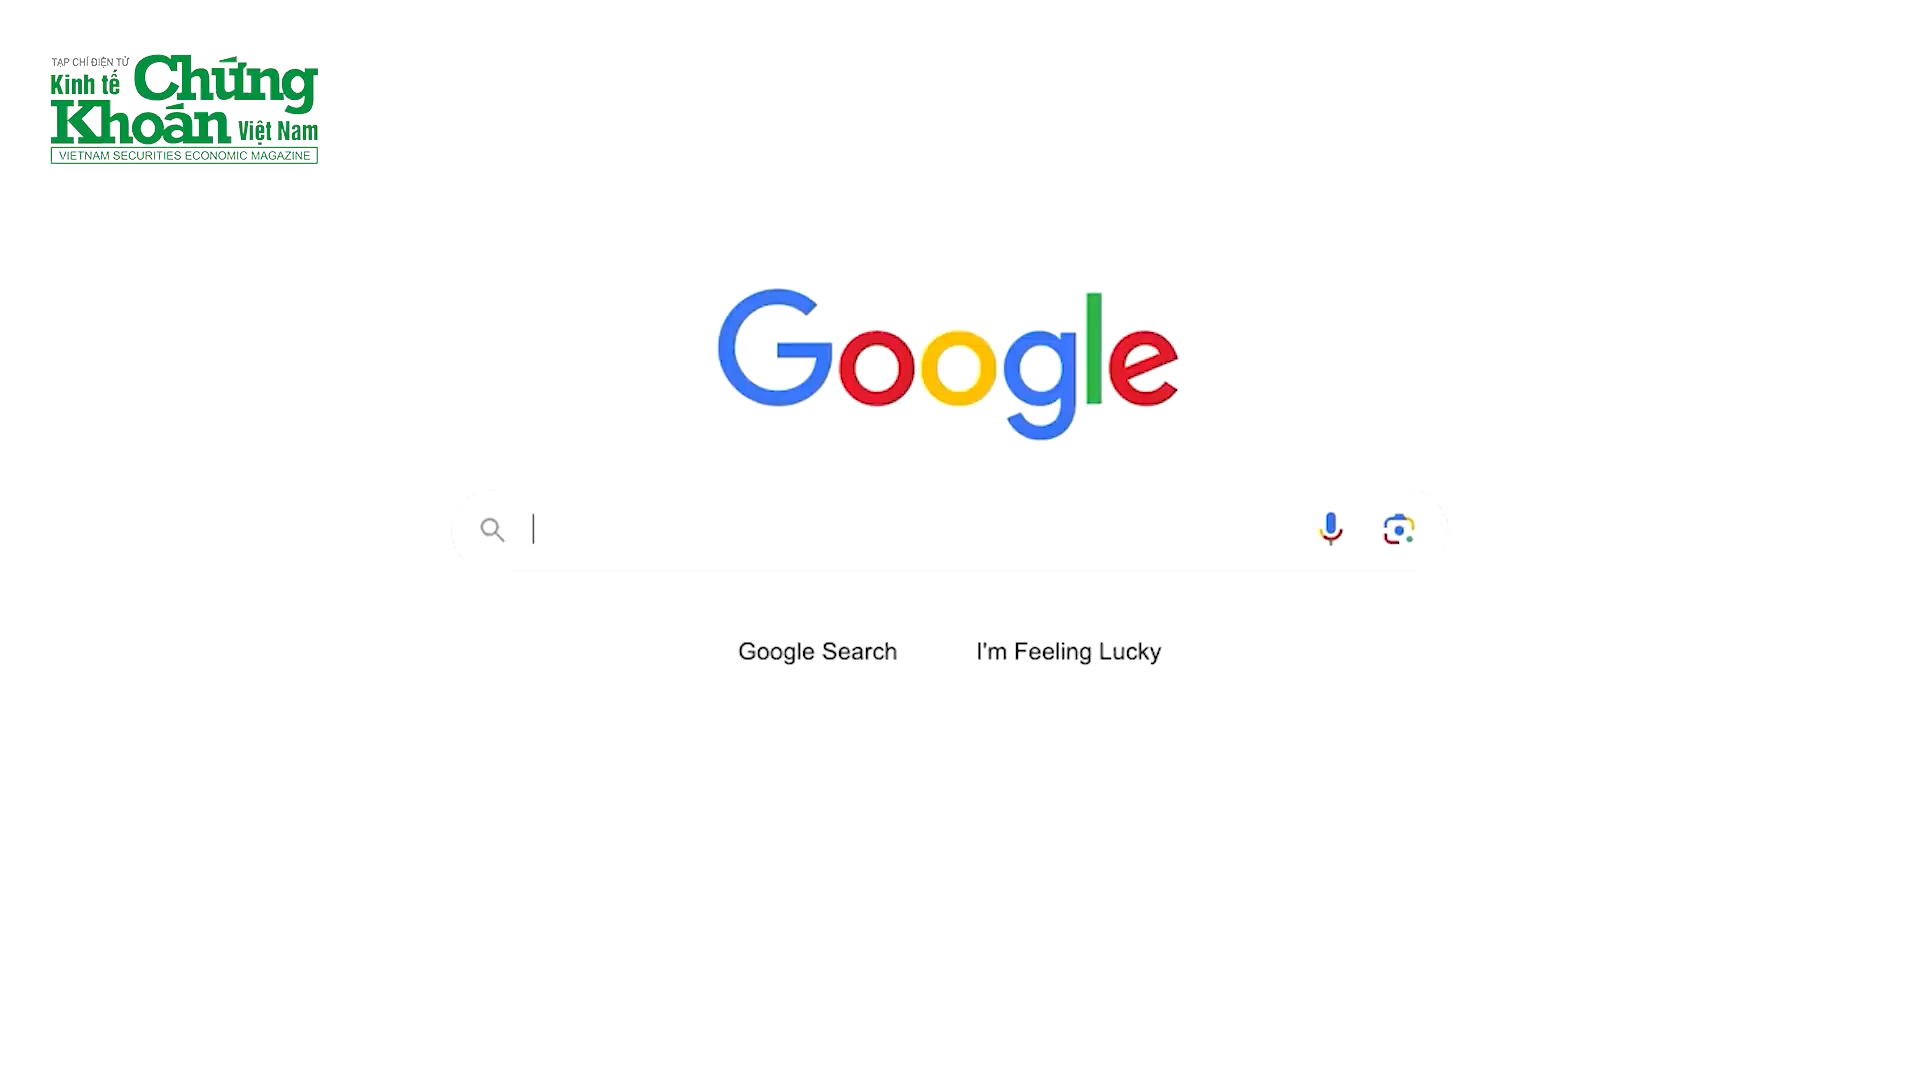 TẠP CHÍ ĐIỆN TỬ
Kinh tế Chứng
Khoán Việt Nam
VIETNAM SECURITIES ECONOMIC MAGAZINE
Google
Google Search
I'm Feeling Lucky